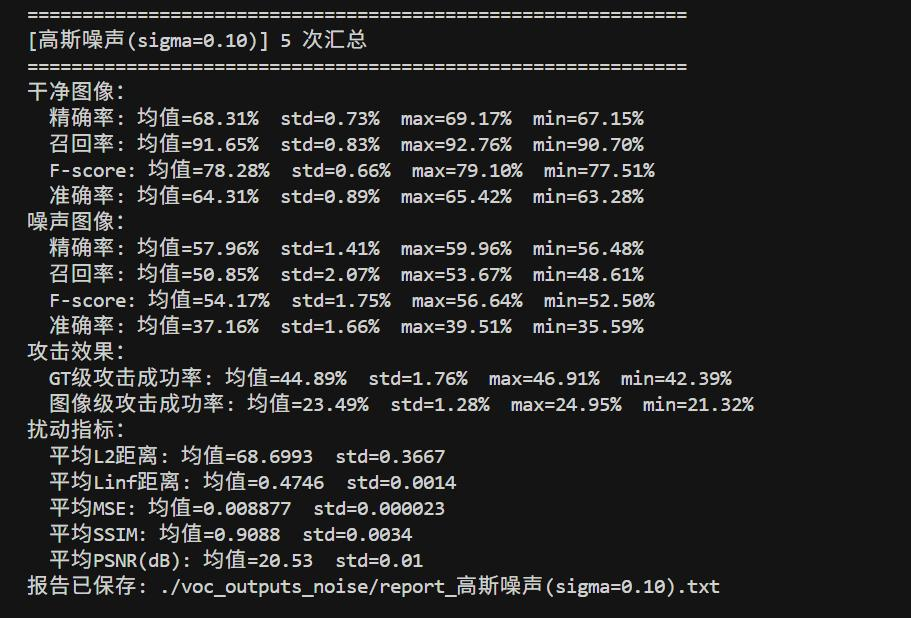 ============================================================
[高斯噪声(sigma=0.10)] 5 次汇总
============================================================
干净图像:
  精确率: 均值=68.31%  std=0.73%  max=69.17%  min=67.15%
  召回率: 均值=91.65%  std=0.83%  max=92.76%  min=90.70%
  F-score: 均值=78.28%  std=0.66%  max=79.10%  min=77.51%
  准确率: 均值=64.31%  std=0.89%  max=65.42%  min=63.28%
噪声图像:
  精确率: 均值=57.96%  std=1.41%  max=59.96%  min=56.48%
  召回率: 均值=50.85%  std=2.07%  max=53.67%  min=48.61%
  F-score: 均值=54.17%  std=1.75%  max=56.64%  min=52.50%
  准确率: 均值=37.16%  std=1.66%  max=39.51%  min=35.59%
攻击效果:
  GT级攻击成功率: 均值=44.89%  std=1.76%  max=46.91%  min=42.39%
  图像级攻击成功率: 均值=23.49%  std=1.28%  max=24.95%  min=21.32%
扰动指标:
  平均L2距离: 均值=68.6993  std=0.3667
  平均Linf距离: 均值=0.4746  std=0.0014
  平均MSE: 均值=0.008877  std=0.000023
  平均SSIM: 均值=0.9088  std=0.0034
  平均PSNR(dB): 均值=20.53  std=0.01
报告已保存: ./voc_outputs_noise/report_高斯噪声(sigma=0.10).txt